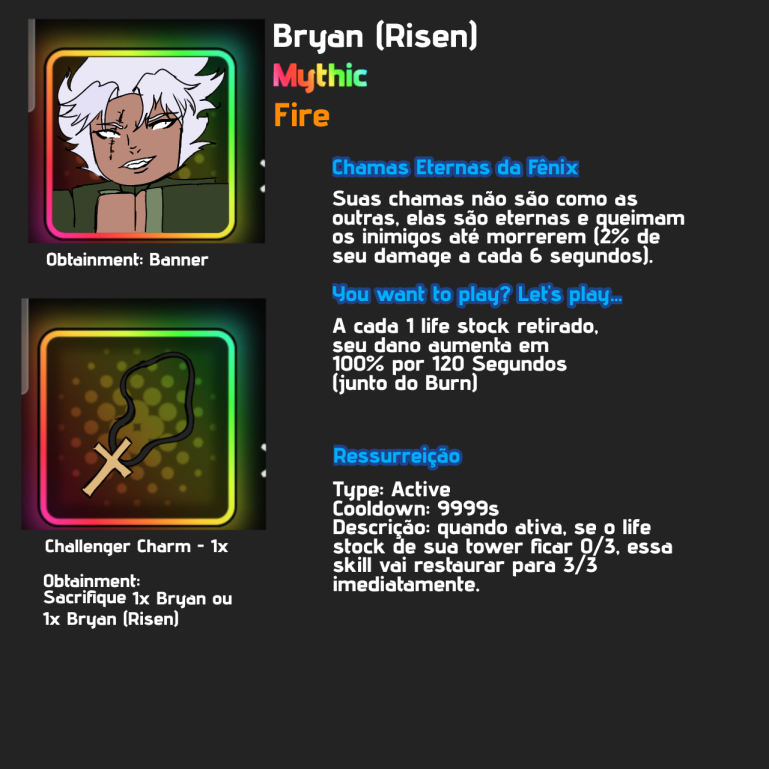 Bryan (Risen)
Mythic
Fire
Obtainment: Banner
Chamas Eternas da Fênix
Suas chamas não são como as
outras, elas são eternas e queimam
os inimigos até morrerem (2% de
seu damage a cada 6 segundos).
You want to play? Let's play...
A cada 1 life stock retirado,
seu dano aumenta em
100% por 120 Segundos
(junto do Burn)
Ressurreição
Type: Active
Cooldown: 9999s
Descrição: quando ativa, se o life
stock de sua tower ficar 0/3, essa
skill vai restaurar para 3/3
imediatamente.
Challenger Charm - 1x
Obtainment:
Sacrifique 1x Bryan ou
1x Bryan (Risen)